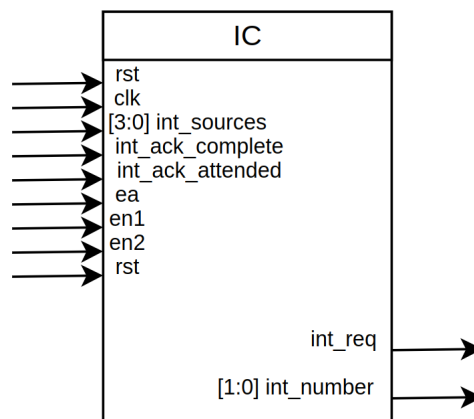 IC
rst
clk
[3:0] int_sources
int_ack_complete
int_ack_attended
ea
en1
en2
rst
int_req
[1:0] int_number